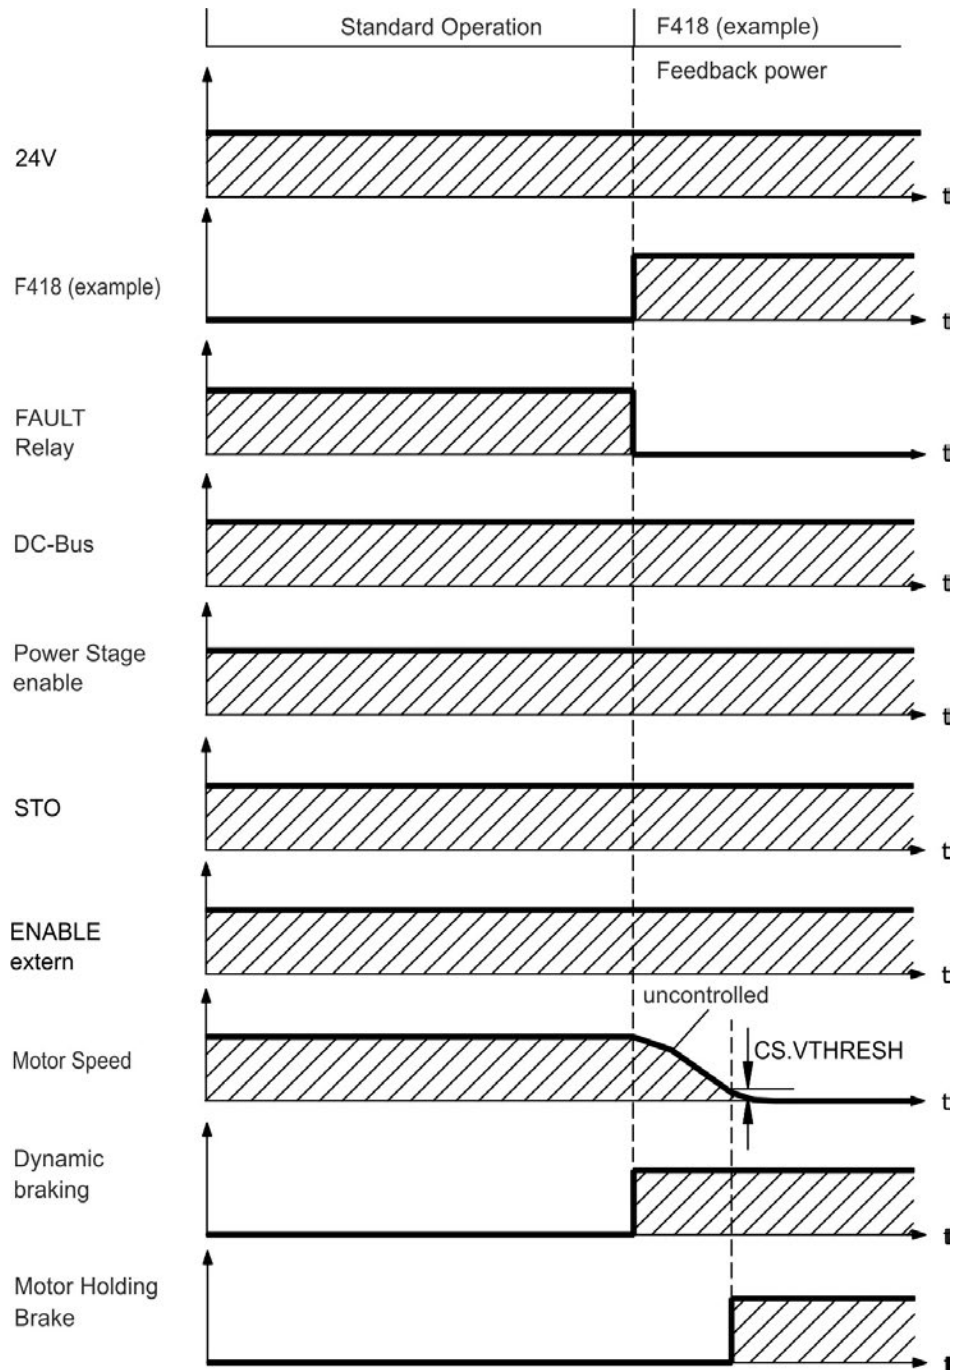 Standard Operation
F418 (example)
Feedback power
24V
t
F418 (example)
t
FAULT
Relay
t
DC-Bus
t
Power Stage
enable
t
STO
t
ENABLE
extern
t
uncontrolled
CS.VTHRESH
Motor Speed
t
Dynamic
braking
t
Motor Holding
Brake
t